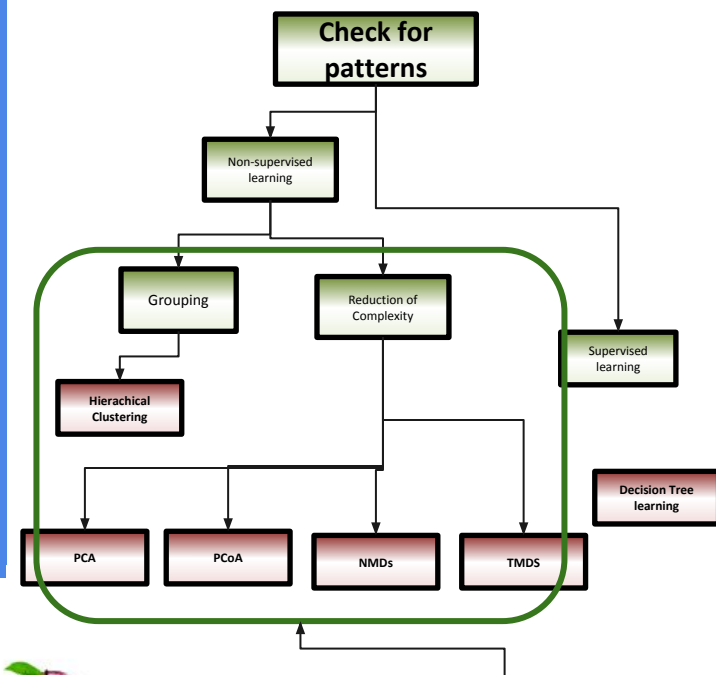 Check for
patterns
Non-supervised
learning
Grouping
Reduction of
Complexity
Supervised
learning
Hierachical
Clustering
Decision Tree
learning
PCA
PCoA
NMDs
TMDS